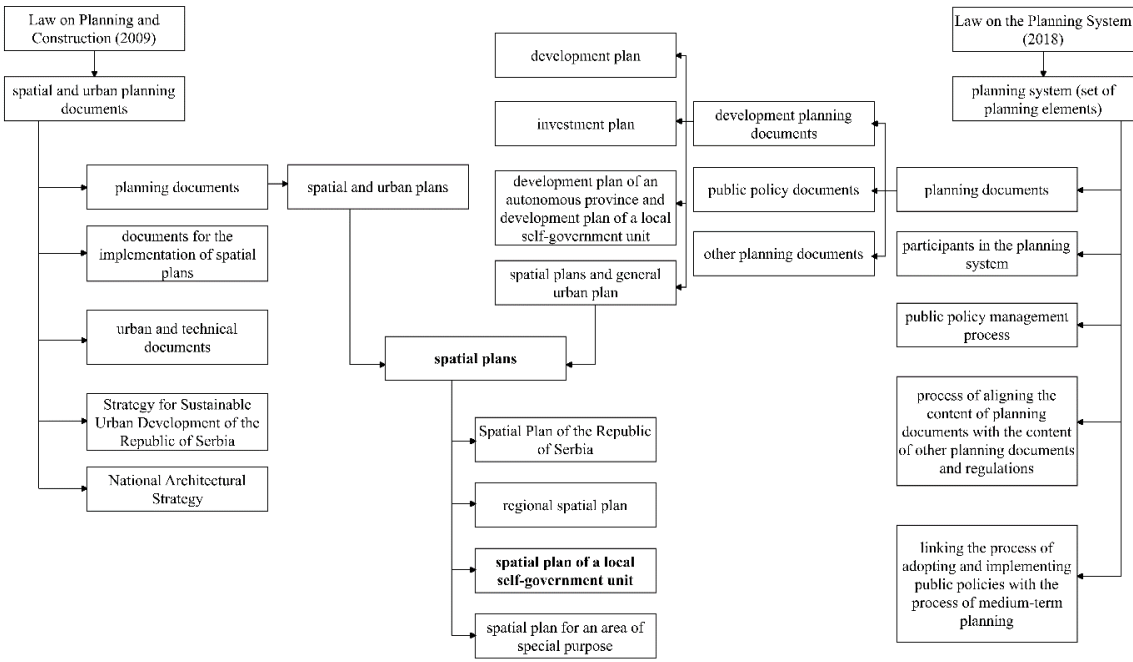 Law on Planning and
Construction (2009)
spatial and urban planning
documents
planning documents
documents for the
implementation of spatial
plans
urban and technical
documents
Strategy for Sustainable
Urban Development of the
Republic of Serbia
National Architectural
Strategy
spatial and urban plans
development plan
investment plan
development plan of an
autonomous province and
development plan of a local
self-government unit
spatial plans and general
urban plan
spatial plans
Spatial Plan of the Republic
of Serbia
regional spatial plan
spatial plan of a local
self-government unit
spatial plan for an area of
special purpose
development planning
documents
public policy documents
other planning documents
Law on the Planning System
(2018)
planning system (set of
planning elements)
planning documents
participants in the planning
system
public policy management
process
process of aligning the
content of planning
documents with the content
of other planning documents
and regulations
linking the process of
adopting and implementing
public policies with the
process of medium-term
planning